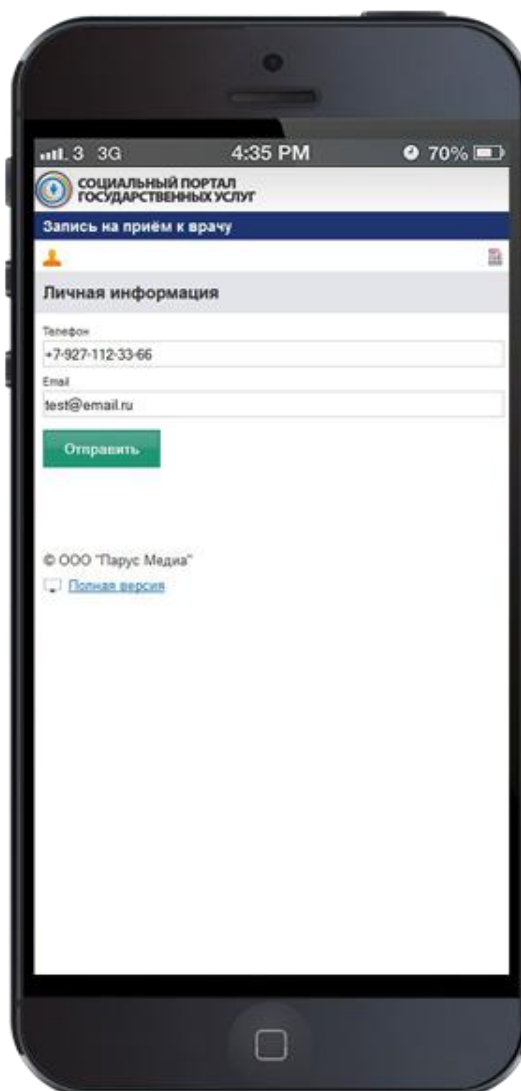 3 3G 4:35 PM 70%
СОЦИАЛЬНЫЙ ПОРТАЛ
ГОСУДАРСТВЕННЫХ УСЛУГ
Запись на приём к врачу
Личная информация
Телефон
+7-927-112-33-66
Email
test@email.ru
Отправить
© ООО "Парус Медиа"
Полная версия